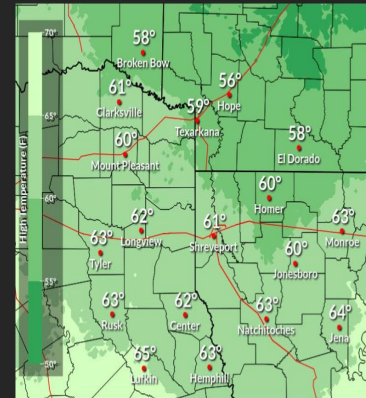 70°
65°
60°
55°
50°
High Temperature (F)
58°
Broken Bow
61°
Clarksville
56°
Hope
59°
Texarkana
60°
Mount Pleasant
58°
El Dorado
60°
Homer
62°
Longview
61°
Shreveport
63°
Monroe
63°
Tyler
60°
Jonesboro
63°
Rusk
62°
Center
63°
Natchitoches
64°
Jena
65°
Lufkin
63°
Hemphill